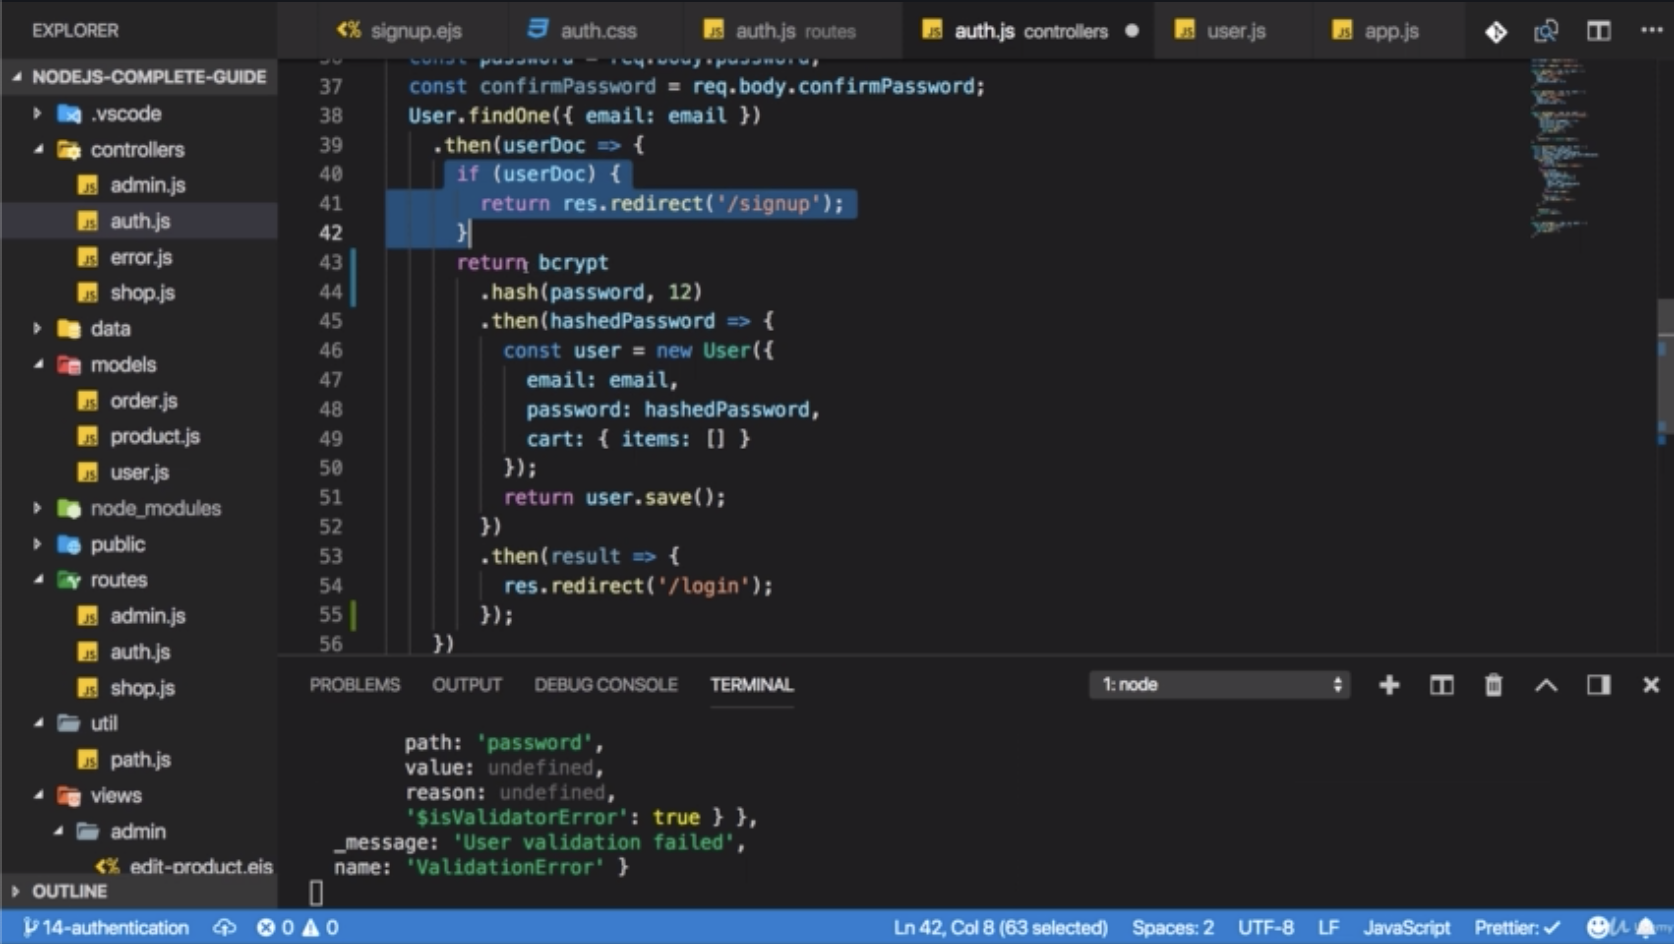 EXPLORER
signup.ejs
auth.css
auth.js routes
auth.js controllers
user.js
app.js
NODEJS-COMPLETE-GUIDE
.vscode
controllers
admin.js
auth.js
error.js
shop.js
data
models
order.js
product.js
user.js
node_modules
public
routes
admin.js
auth.js
shop.js
util
path.js
views
admin
edit-product.ejs
OUTLINE
36 const password = req.body.password;
37 const confirmPassword = req.body.confirmPassword;
38 User.findOne({ email: email })
39 .then(userDoc => {
40 if (userDoc) {
41 return res.redirect('/signup');
42 }
43 return bcrypt
44 .hash(password, 12)
45 .then(hashedPassword => {
46 const user = new User({
47 email: email,
48 password: hashedPassword,
49 cart: { items: [] }
50 });
51 return user.save();
52 })
53 .then(result => {
54 res.redirect('/login');
55 });
56 })
PROBLEMS OUTPUT DEBUG CONSOLE TERMINAL 1: node
path: 'password',
value: undefined,
reason: undefined,
'$isValidatorError': true } },
_message: 'User validation failed',
name: 'ValidationError' }
14-authentication 0 0 Ln 42, Col 8 (63 selected) Spaces: 2 UTF-8 LF JavaScript Prettier: ✓